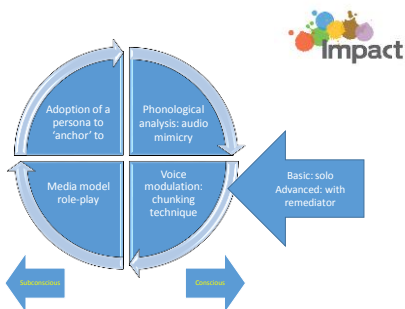 impact
Adoption of a
persona to
‘anchor’ to
Phonological
analysis: audio
mimicry
Media model
role-play
Voice
modulation:
chunking
technique
Basic: solo
Advanced: with
remediator
Subconscious
Conscious